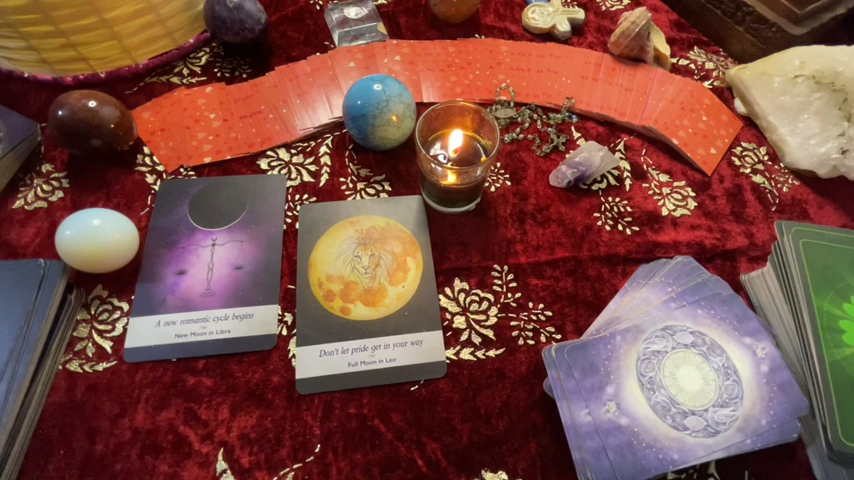 A new romantic cycle begins
New Moon in Libra
Don't let pride get in your way
Full Moon in Leo